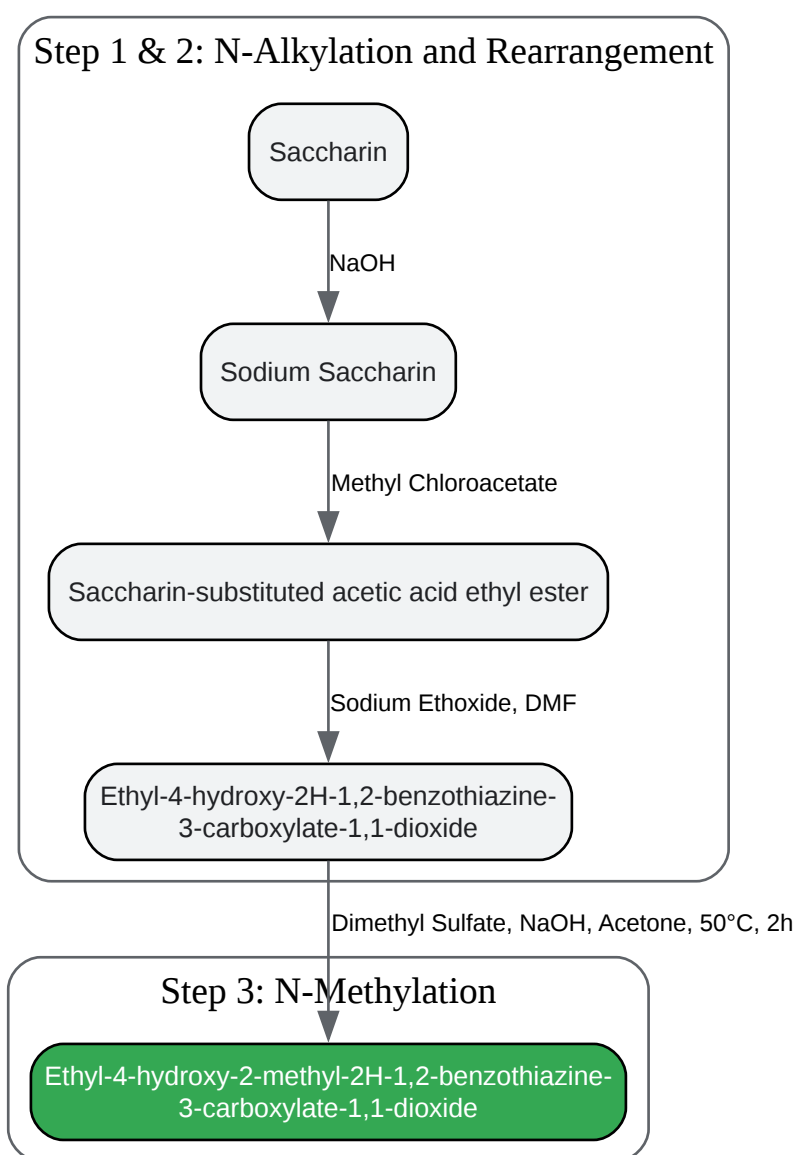 Step 1 & 2: N-Alkylation and Rearrangement
Saccharin
NaOH
Sodium Saccharin
Methyl Chloroacetate
Saccharin-substituted acetic acid ethyl ester
Sodium Ethoxide, DMF
Ethyl-4-hydroxy-2H-1,2-benzothiazine-
3-carboxylate-1,1-dioxide
Dimethyl Sulfate, NaOH, Acetone, 50°C, 2h
Step 3: N-Methylation
Ethyl-4-hydroxy-2-methyl-2H-1,2-benzothiazine-
3-carboxylate-1,1-dioxide